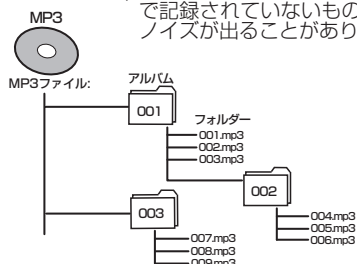 で記録されていないもの
ノイズが出ることがあり
MP3
MP3ファイル:
アルバム
001
フォルダー
001.mp3
002.mp3
003.mp3
002
004.mp3
005.mp3
006.mp3
003
007.mp3
008.mp3
009.mp3